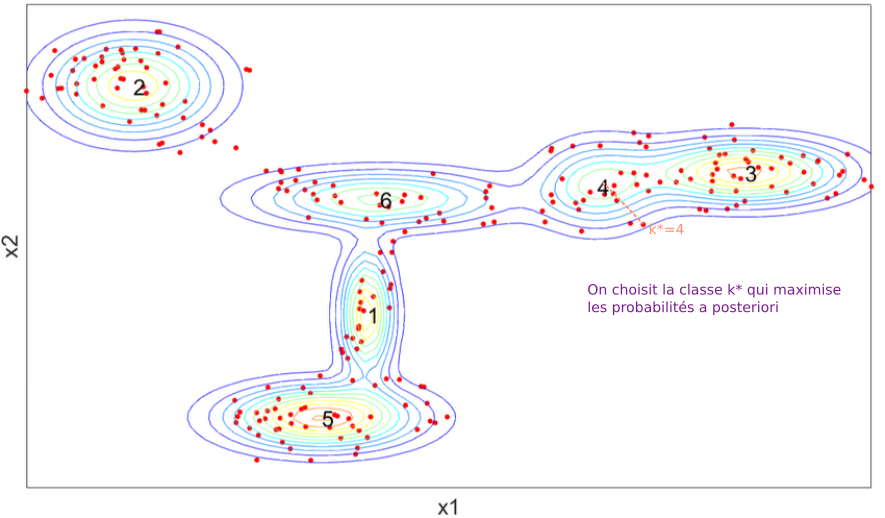 2
3
4
6
k*=4
x2
On choisit la classe k* qui maximise
les probabilités a posteriori
1
5
x1